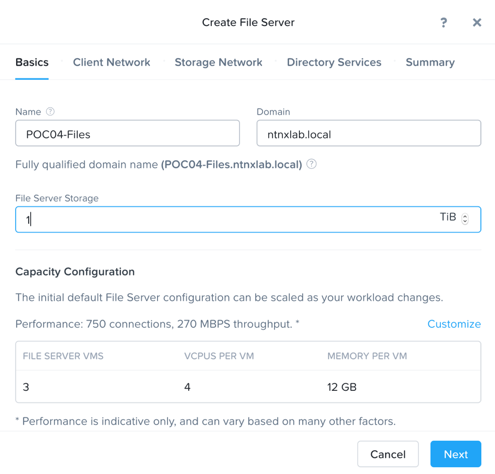 Create File Server ? ×
Basics Client Network Storage Network Directory Services Summary
Name ? Domain
POC04-Files ntnxlab.local
Fully qualified domain name (POC04-Files.ntnxlab.local) ?
File Server Storage
1 TiB
Capacity Configuration
The initial default File Server configuration can be scaled as your workload changes.
Performance: 750 connections, 270 MBPS throughput. * Customize
FILE SERVER VMS VCPUS PER VM MEMORY PER VM
3 4 12 GB
* Performance is indicative only, and can vary based on many other factors.
Cancel Next